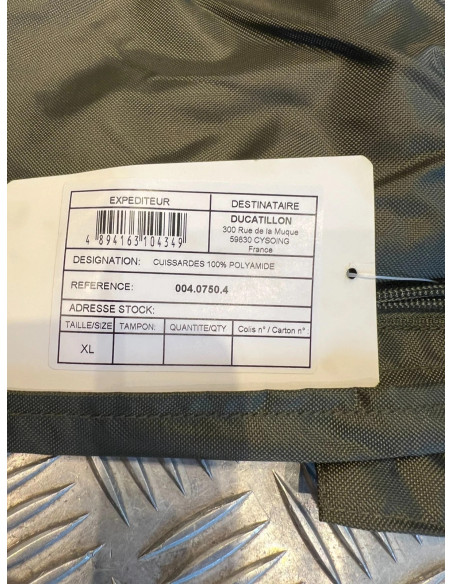 EXPEDITEUR
DESTINATAIRE
4 894163 104349
DUCATILLON
300 Rue de la Muque
59830 CYSOING
France
DESIGNATION: CUISSARDES 100% POLYAMIDE
REFERENCE: 004.0750.4
ADRESSE STOCK:
TAILLE/SIZE TAMPON: QUANTITE/QTY Colis n° / Carton n°
XL